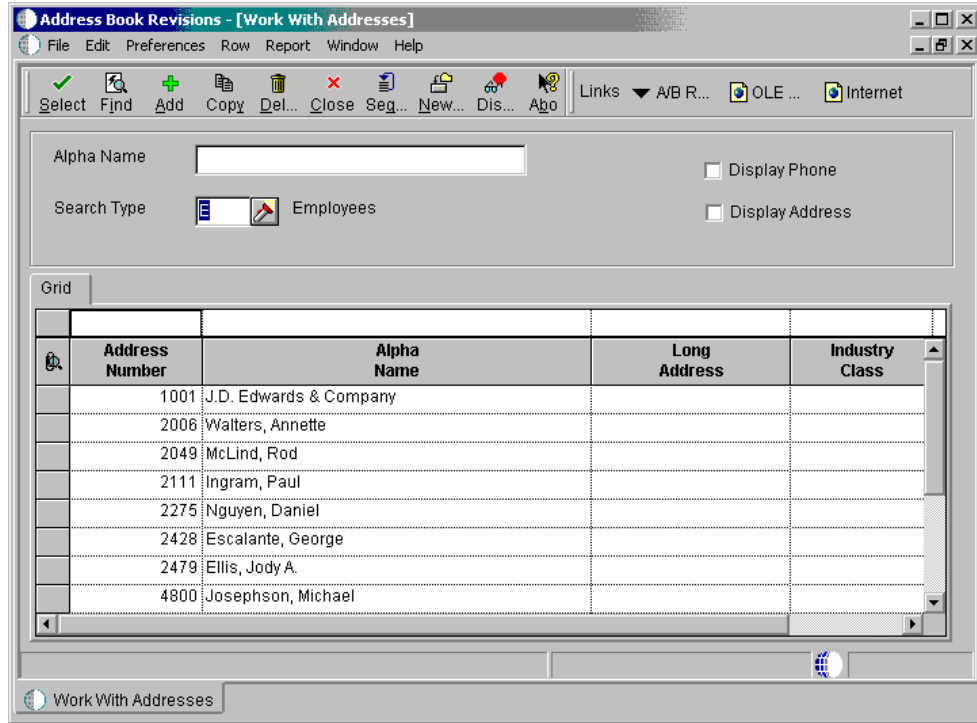 Address Book Revisions - [Work With Addresses]
File Edit Preferences Row Report Window Help
Select Find Add Copy Del... Close Seq... New... Dis... Abo Links A/B R... OLE ... Internet
Alpha Name
Display Phone
Search Type E Employees
Display Address
Grid
Address Number Alpha Name Long Address Industry Class
1001 J.D. Edwards & Company
2006 Walters, Annette
2049 McLind, Rod
2111 Ingram, Paul
2275 Nguyen, Daniel
2428 Escalante, George
2479 Ellis, Jody A.
4800 Josephson, Michael
Work With Addresses